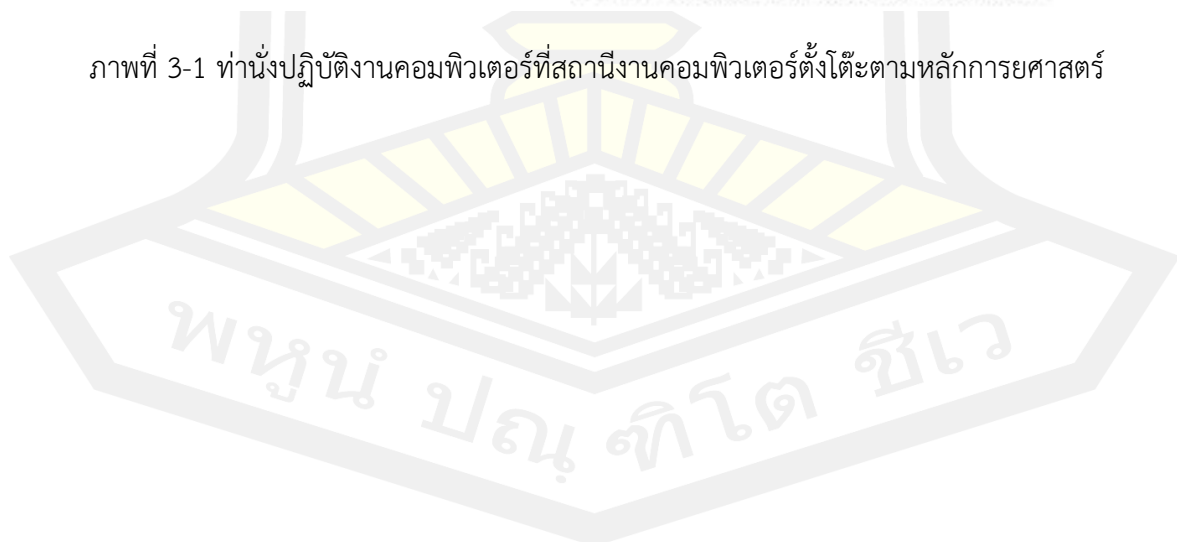 ภาพที่ 3-1 ท่านั่งปฏิบัติงานคอมพิวเตอร์ที่สถานีงานคอมพิวเตอร์ตั้งโต๊ะตามหลักการยศาสตร์
พหูนํ ปณฺฑิโต ชีเว